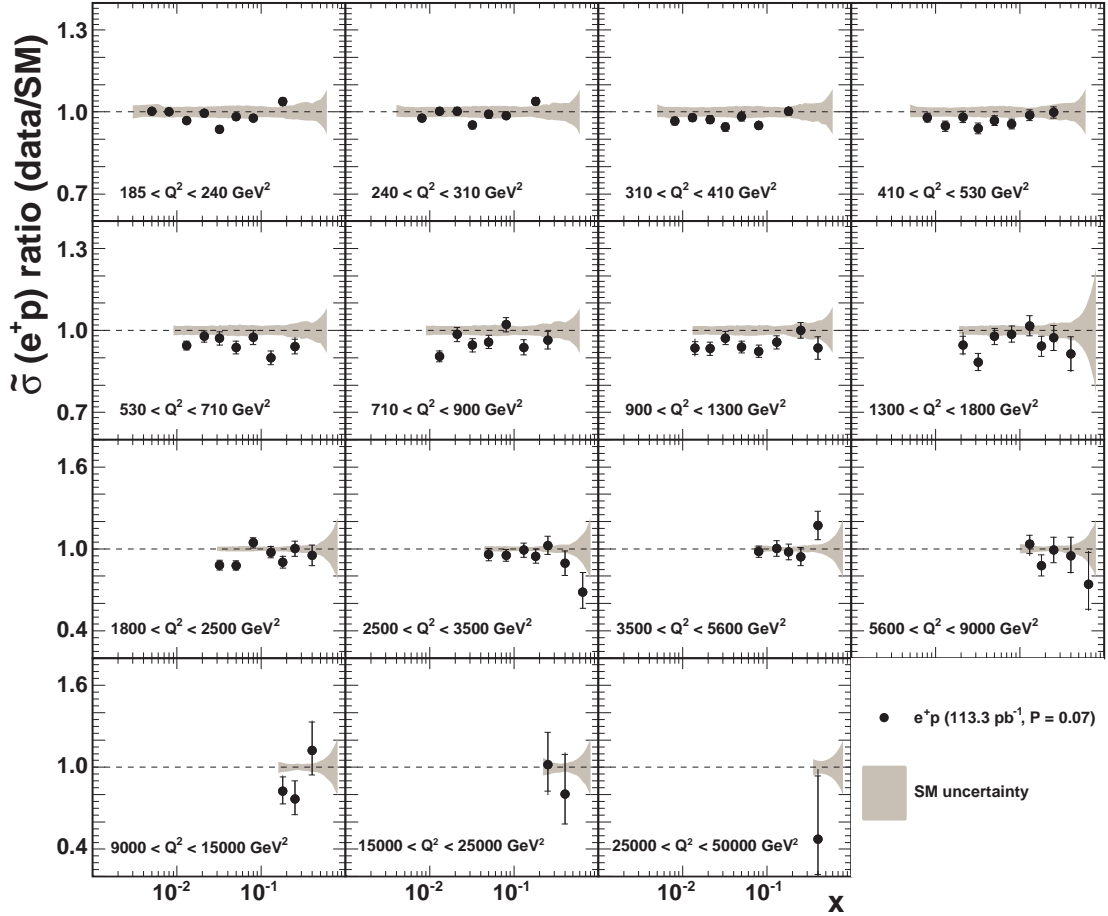 σ̃ (e⁺p) ratio (data/SM)
1.3
1.0
0.7
185 < Q² < 240 GeV²
240 < Q² < 310 GeV²
310 < Q² < 410 GeV²
410 < Q² < 530 GeV²
1.3
1.0
0.7
530 < Q² < 710 GeV²
710 < Q² < 900 GeV²
900 < Q² < 1300 GeV²
1300 < Q² < 1800 GeV²
1.6
1.0
0.4
1800 < Q² < 2500 GeV²
2500 < Q² < 3500 GeV²
3500 < Q² < 5600 GeV²
5600 < Q² < 9000 GeV²
1.6
1.0
0.4
9000 < Q² < 15000 GeV²
15000 < Q² < 25000 GeV²
25000 < Q² < 50000 GeV²
e⁺p (113.3 pb⁻¹, P = 0.07)
SM uncertainty
10⁻² 10⁻¹ 10⁻² 10⁻¹ 10⁻² 10⁻¹
x